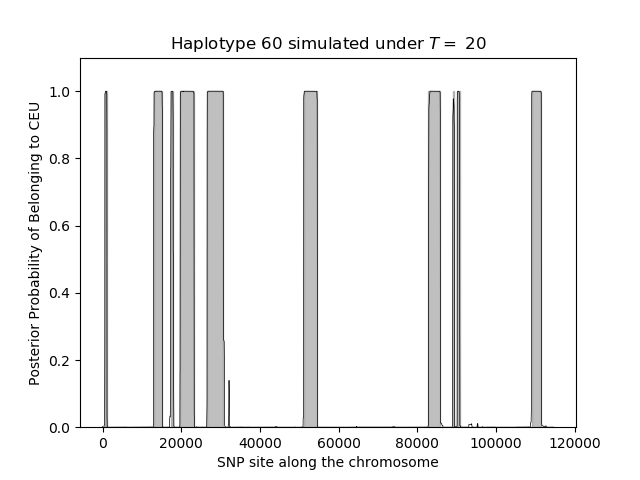 Haplotype 60 simulated under T = 20
Posterior Probability of Belonging to CEU
1.0
0.8
0.6
0.4
0.2
0.0
0 20000 40000 60000 80000 100000 120000
SNP site along the chromosome